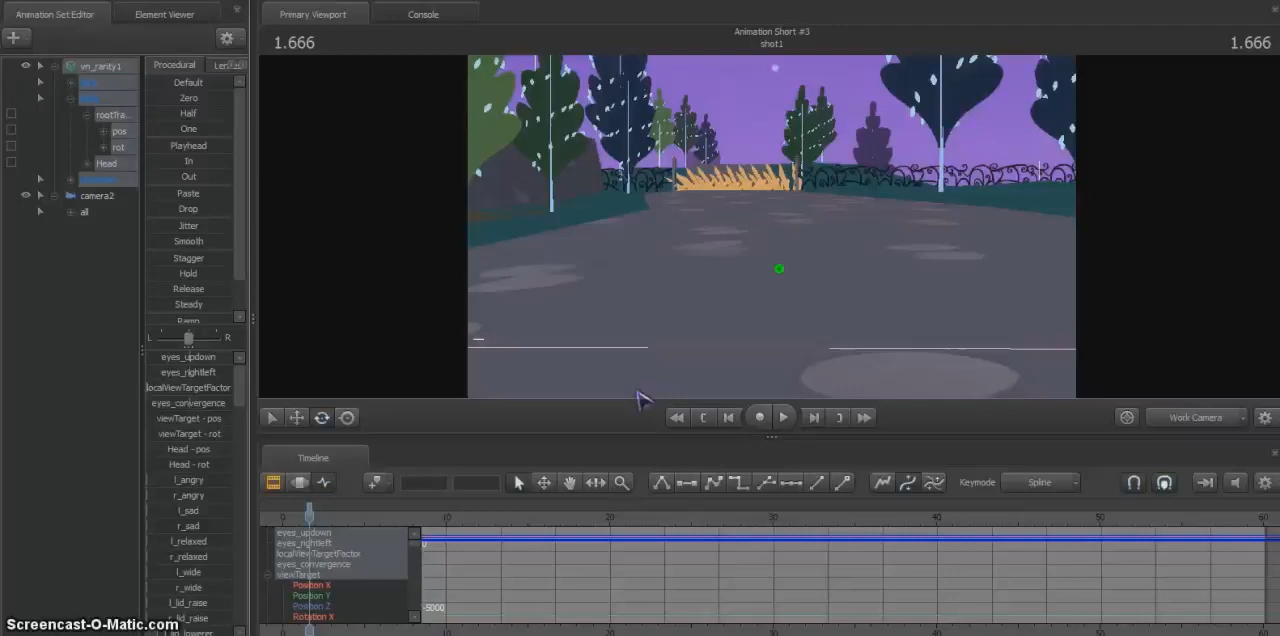 Animation Set Editor
Element Viewer
Primary Viewport
Console
Animation Short #3
shot1
1.666
1.666
vn_rarity1
rootTra...
pos
rot
Head
camera2
all
Procedural
Default
Zero
Half
One
Playhead
In
Out
Paste
Drop
Jitter
Smooth
Stagger
Hold
Release
Steady
Ramp
L
R
eyes_updown
eyes_rightleft
localViewTargetFactor
eyes_convergence
viewTarget - pos
viewTarget - rot
Head - pos
Head - rot
l_angry
r_angry
l_sad
r_sad
l_relaxed
r_relaxed
l_wide
r_wide
l_lid_raise
r_lid_raise
Work Camera
Timeline
Keymode
Spline
0
10
20
30
40
50
60
eyes_updown
eyes_rightleft
localViewTargetFactor
eyes_convergence
viewTarget
Position X
Position Y
Position Z
Rotation X
0
-5000
Screencast-O-Matic.com